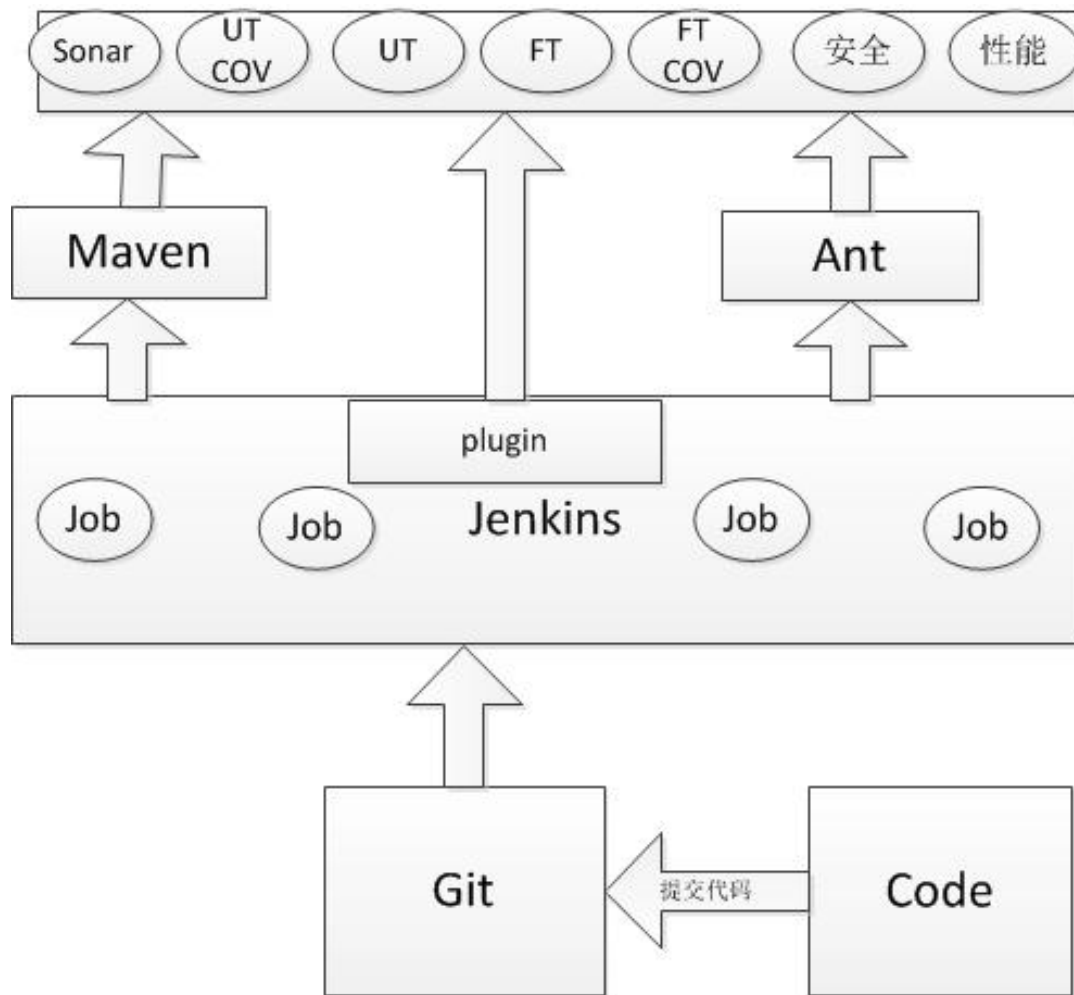 Sonar
UT
COV
UT
FT
FT
COV
安全
性能
Maven
Ant
plugin
Job
Job
Jenkins
Job
Job
Git
提交代码
Code